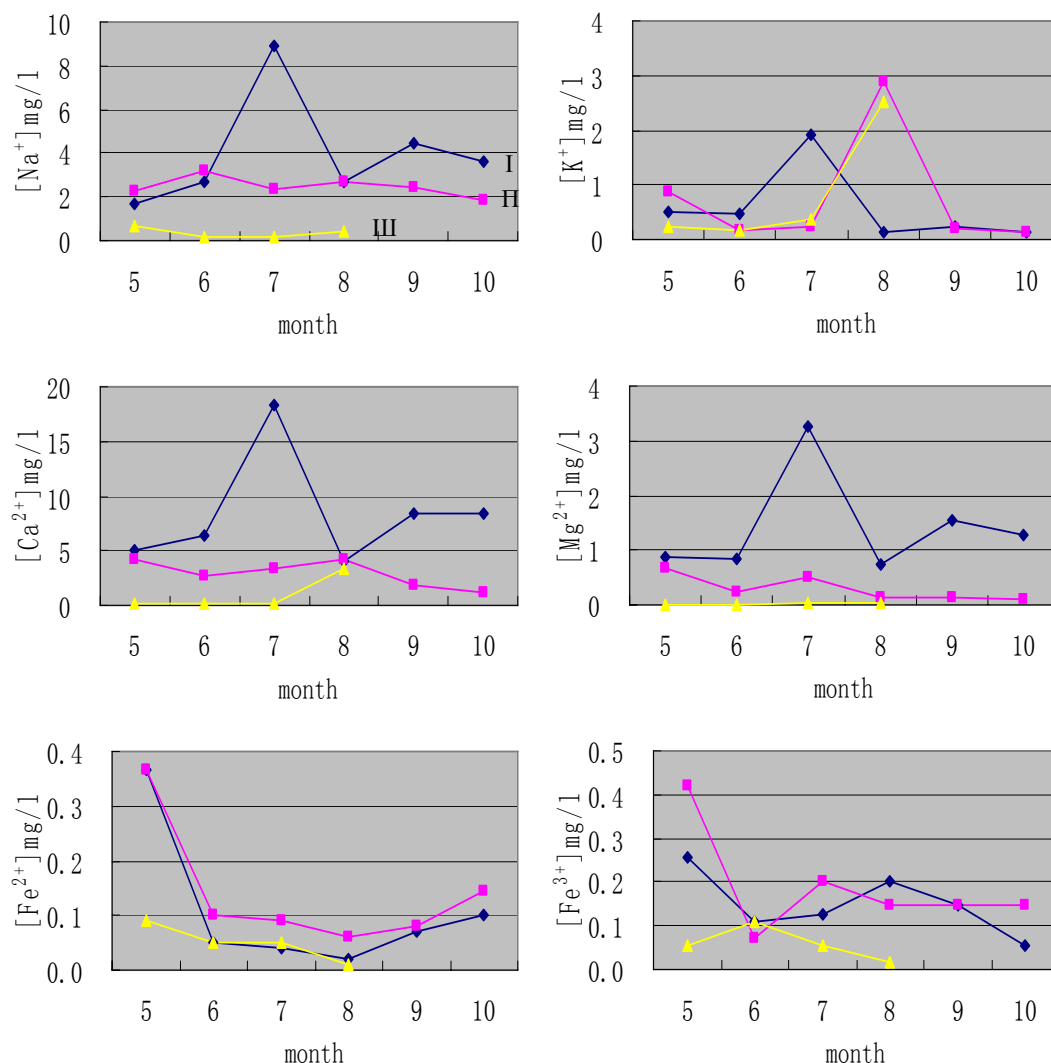 [Na⁺]mg/l
10
8
6
4
2
0
I
II
III
5 6 7 8 9 10
month
[K⁺]mg/l
4
3
2
1
0
5 6 7 8 9 10
month
[Ca²⁺]mg/l
20
15
10
5
0
5 6 7 8 9 10
month
[Mg²⁺]mg/l
4
3
2
1
0
5 6 7 8 9 10
month
[Fe²⁺]mg/l
0.4
0.3
0.2
0.1
0.0
5 6 7 8 9 10
month
[Fe³⁺]mg/l
0.5
0.4
0.3
0.2
0.1
0.0
5 6 7 8 9 10
month